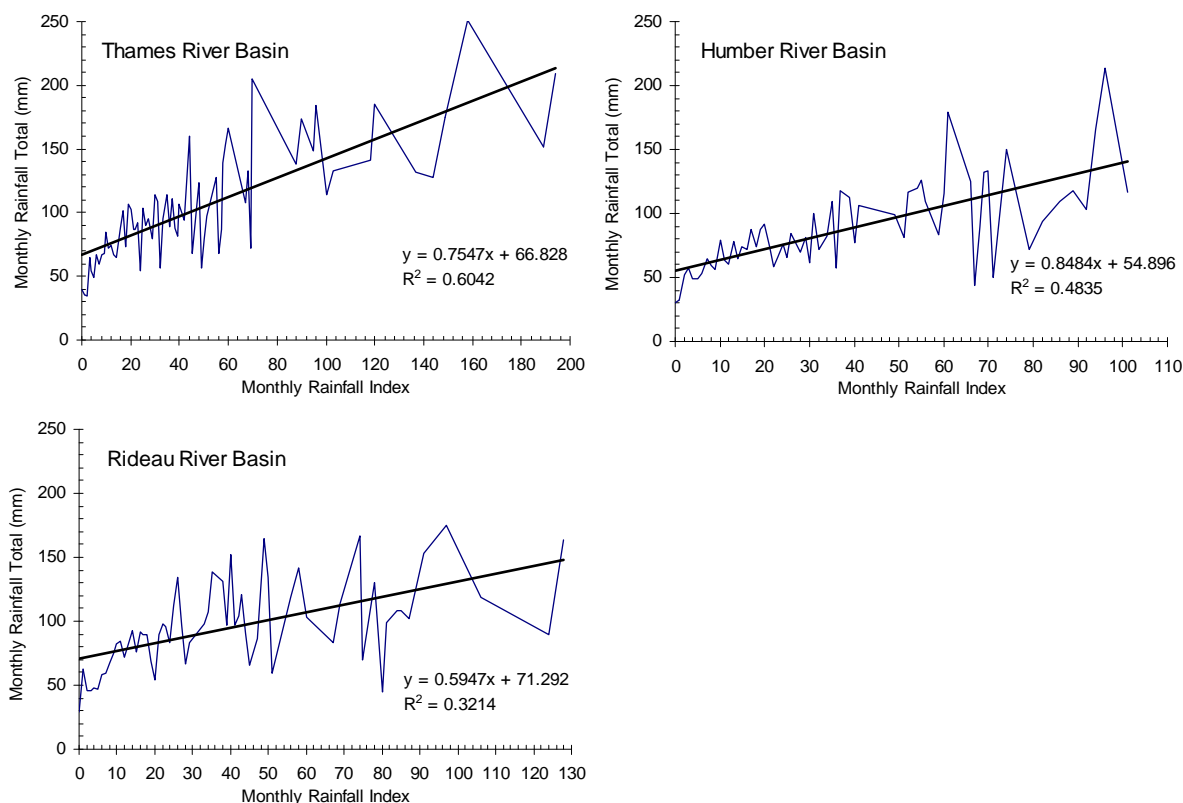 Thames River Basin
Monthly Rainfall Total (mm)
250
200
150
100
50
0
y = 0.7547x + 66.828
R² = 0.6042
0 20 40 60 80 100 120 140 160 180 200
Monthly Rainfall Index
Humber River Basin
Monthly Rainfall Total (mm)
250
200
150
100
50
0
y = 0.8484x + 54.896
R² = 0.4835
0 10 20 30 40 50 60 70 80 90 100 110
Monthly Rainfall Index
Rideau River Basin
Monthly Rainfall Total (mm)
250
200
150
100
50
0
y = 0.5947x + 71.292
R² = 0.3214
0 10 20 30 40 50 60 70 80 90 100 110 120 130
Monthly Rainfall Index